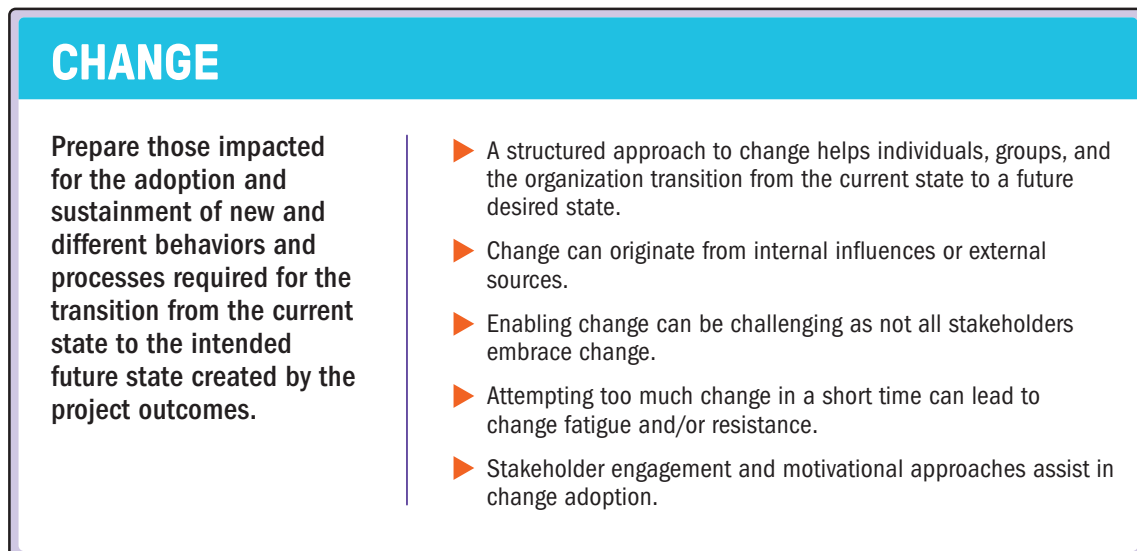 CHANGE
Prepare those impacted
for the adoption and
sustainment of new and
different behaviors and
processes required for the
transition from the current
state to the intended
future state created by the
project outcomes.
A structured approach to change helps individuals, groups, and
the organization transition from the current state to a future
desired state.
Change can originate from internal influences or external
sources.
Enabling change can be challenging as not all stakeholders
embrace change.
Attempting too much change in a short time can lead to
change fatigue and/or resistance.
Stakeholder engagement and motivational approaches assist in
change adoption.